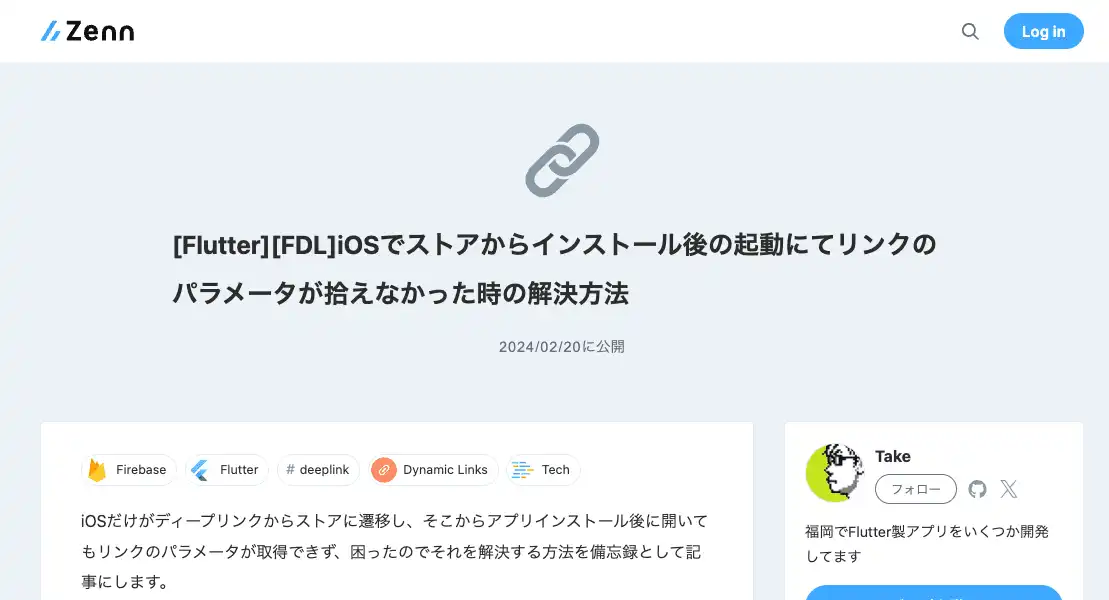 Zenn
Log in
[Flutter][FDL]iOSでストアからインストール後の起動にてリンクの
パラメータが拾えなかった時の解決方法
2024/02/20に公開
Firebase
Flutter
# deeplink
Dynamic Links
Tech
iOSだけがディープリンクからストアに遷移し、そこからアプリインストール後に開いて
もリンクのパラメータが取得できず、困ったのでそれを解決する方法を備忘録として記
事にします。
Take
フォロー
福岡でFlutter製アプリをいくつか開発
してます